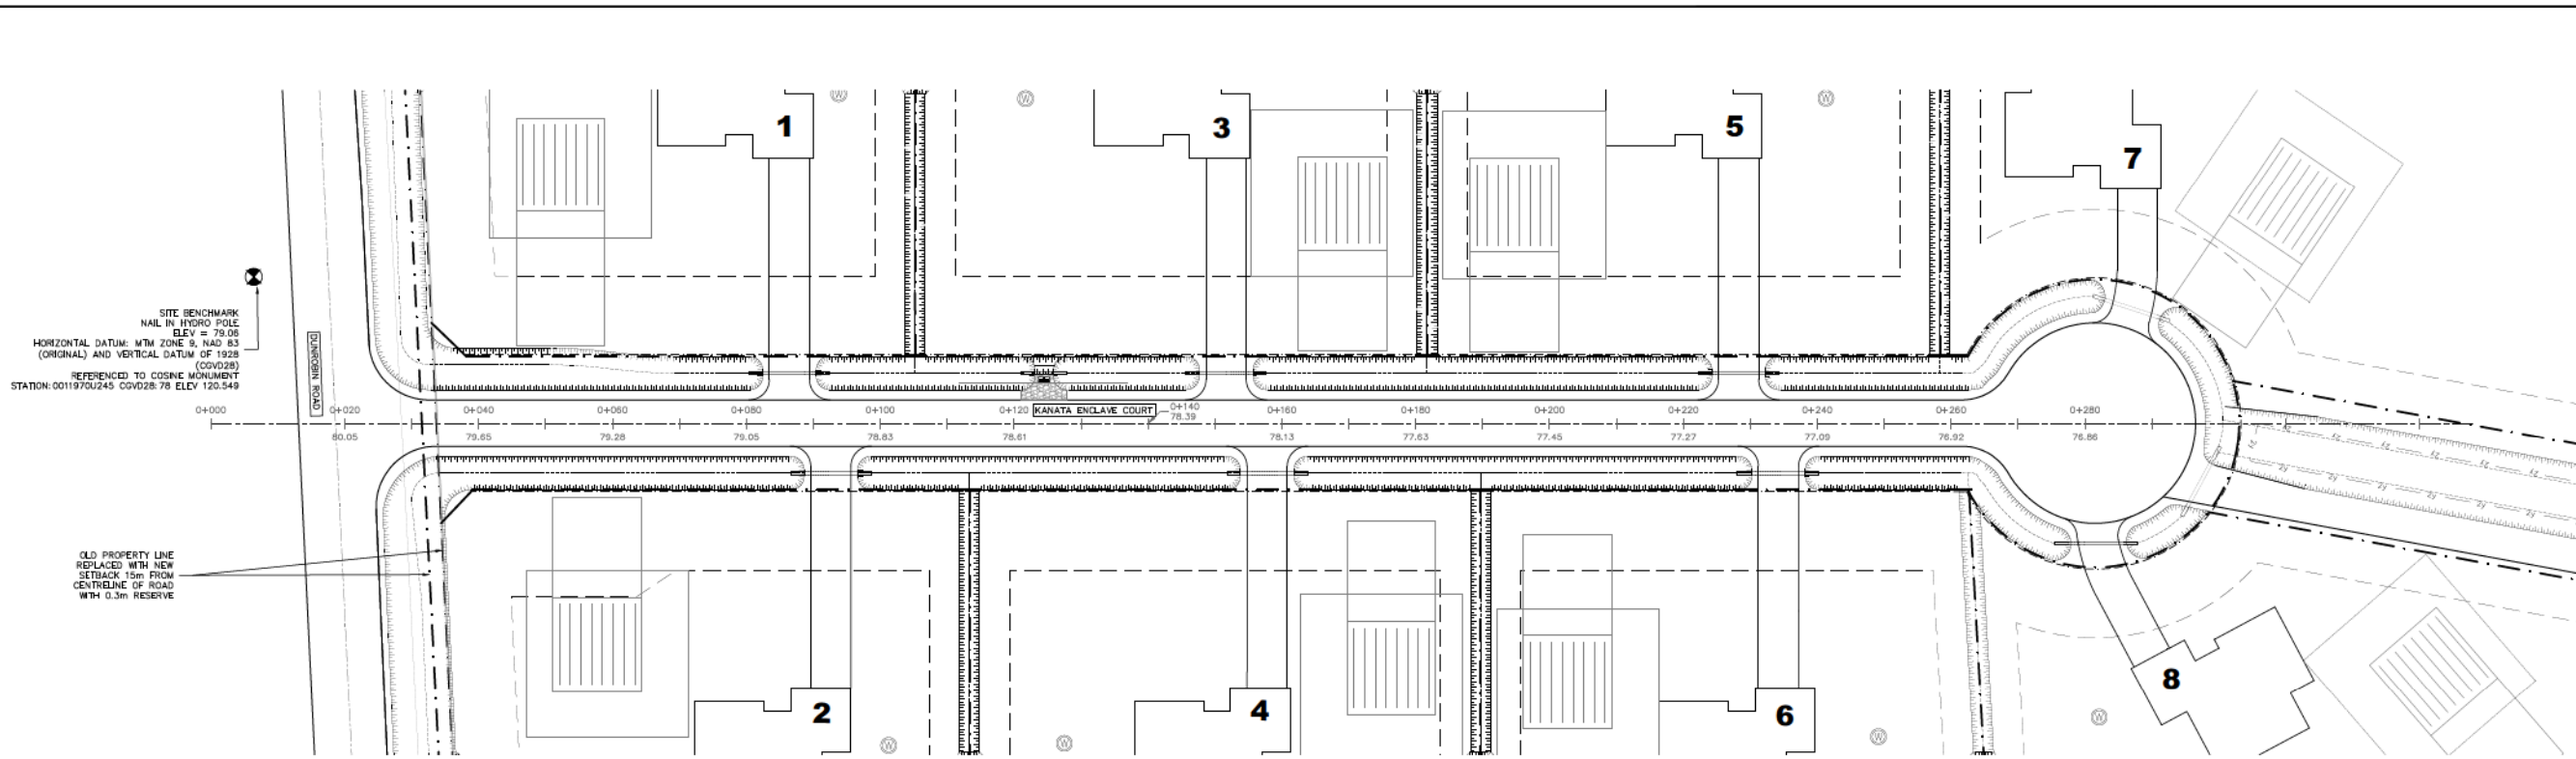 1
3
5
7
SITE BENCHMARK
NAIL IN HYDRO POLE
ELEV = 79.06
HORIZONTAL DATUM: MTM ZONE 9, NAD 83
(ORIGINAL) AND VERTICAL DATUM OF 1928
(CGVD28)
REFERENCED TO COSINE MONUMENT
STATION: 0011970U245 CGVD28:78 ELEV 120.549
DUNROBIN ROAD
0+000 0+020 0+040 0+060 0+080 0+100 0+120 KANATA ENCLAVE COURT 0+140 0+160 0+180 0+200 0+220 0+240 0+260 0+280
78.39
80.05 79.65 79.28 79.05 78.83 78.61 78.13 77.63 77.45 77.27 77.09 76.92 76.86
OLD PROPERTY LINE
REPLACED WITH NEW
SETBACK 15m FROM
CENTRELINE OF ROAD
WITH 0.3m RESERVE
2
4
6
8
W
W
W
W
W
W
W